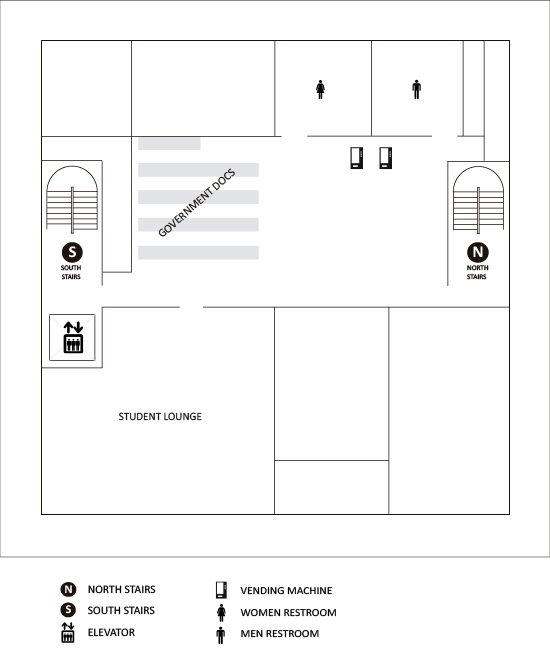 GOVERNMENT DOCS
S
SOUTH
STAIRS
N
NORTH
STAIRS
STUDENT LOUNGE
N NORTH STAIRS
S SOUTH STAIRS
ELEVATOR
VENDING MACHINE
WOMEN RESTROOM
MEN RESTROOM